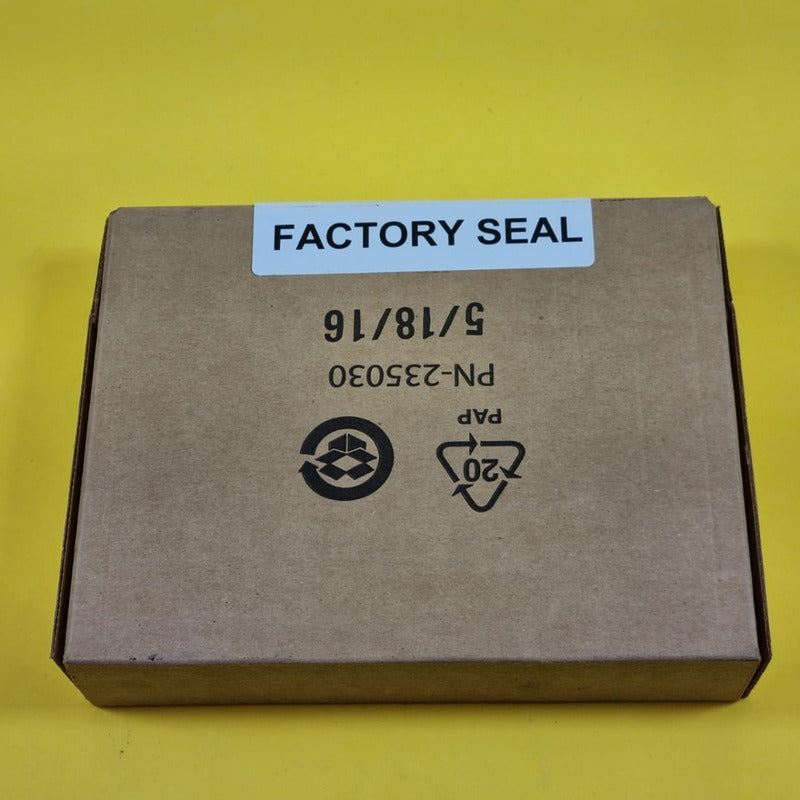 FACTORY SEAL
5/18/16
PN-235030
PAP
20